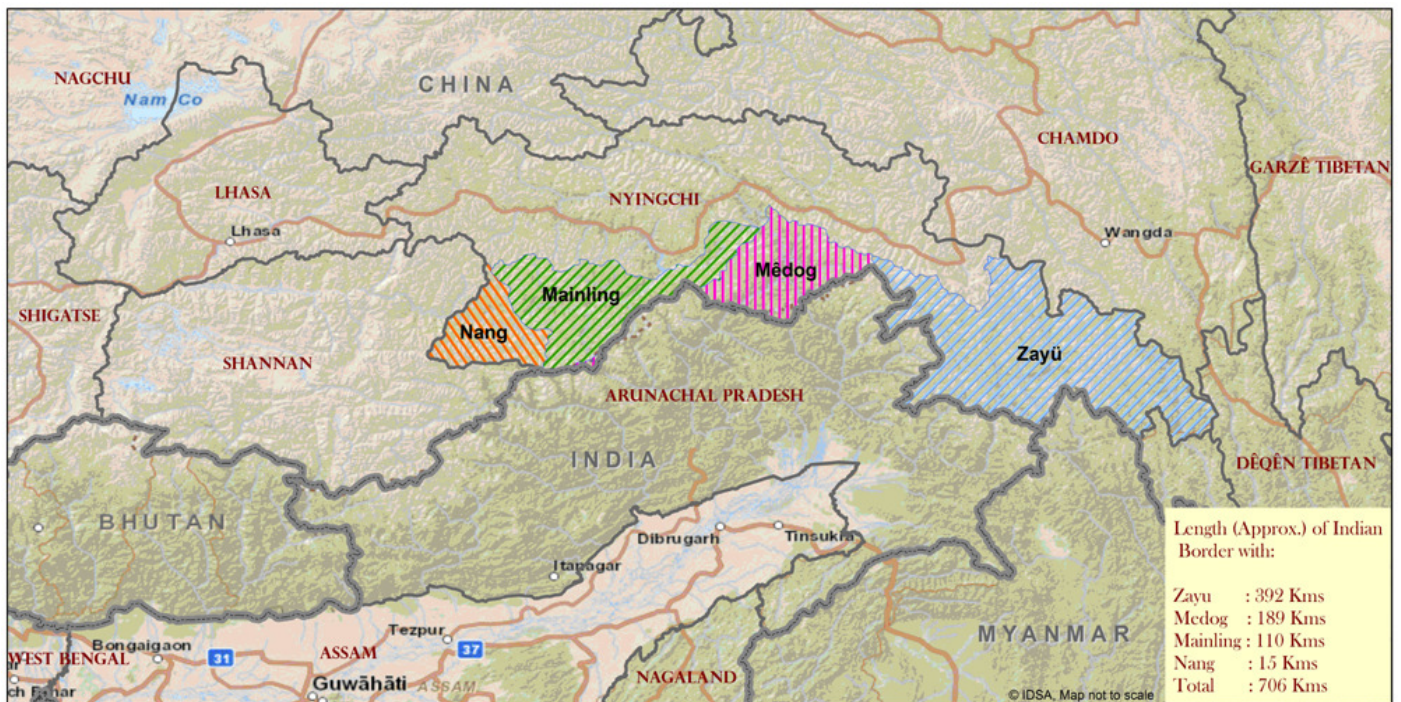 NAGCHU
Nam Co
CHINA
CHAMDO
GARZÊ TIBETAN
LHASA
NYINGCHI
Lhasa
Wangda
Mêdog
Mainling
SHIGATSE
Nang
SHANNAN
Zayü
ARUNACHAL PRADESH
INDIA
DÊQÊN TIBETAN
BHUTAN
Dibrugarh
Tinsukia
Itanagar
Length (Approx.) of Indian
Border with:
Zayu : 392 Kms
Medog : 189 Kms
Mainling : 110 Kms
Nang : 15 Kms
Total : 706 Kms
Tezpur
MYANMAR
Bongaigaon
WEST BENGAL
31
ASSAM
37
NAGALAND
Guwāhāti
ASSAM
© IDSA, Map not to scale